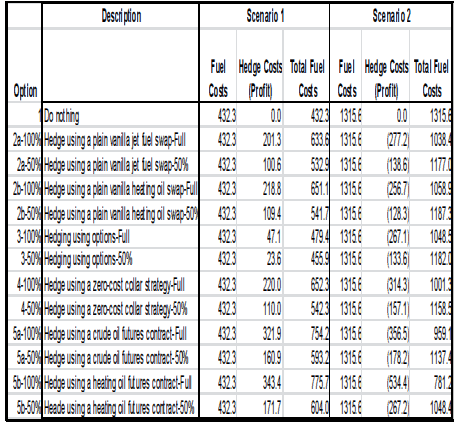 Description Scenario 1 Scenario 2
Fuel Hedge Costs Total Fuel Fuel Hedge Costs Total Fuel
Option Costs (Profit) Costs Costs (Profit) Costs
1 Do nothing 432.3 0.0 432.3 1315.6 0.0 1315.6
2a-100% Hedge using a plain vanilla jet fuel swap-Full 432.3 201.3 633.6 1315.6 (277.2) 1038.4
2a-50% Hedge using a plain vanilla jet fuel swap-50% 432.3 100.6 532.9 1315.6 (138.6) 1177.0
2b-100% Hedge using a plain vanilla heating oil swap-Full 432.3 218.8 651.1 1315.6 (256.7) 1058.9
2b-50% Hedge using a plain vanilla heating oil swap-50% 432.3 109.4 541.7 1315.6 (128.3) 1187.3
3-100% Hedging using options-Full 432.3 47.1 479.4 1315.6 (267.1) 1048.5
3-50% Hedging using options-50% 432.3 23.6 455.9 1315.6 (133.6) 1182.0
4-100% Hedge using a zero-cost collar strategy-Full 432.3 220.0 652.3 1315.6 (314.3) 1001.3
4-50% Hedge using a zero-cost collar strategy-50% 432.3 110.0 542.3 1315.6 (157.1) 1158.5
5a-100% Hedge using a crude oil futures contract-Full 432.3 321.9 754.2 1315.6 (356.5) 959.1
5a-50% Hedge using a crude oil futures contract-50% 432.3 160.9 593.2 1315.6 (178.2) 1137.4
5b-100% Hedge using a heating oil futures contract-Full 432.3 343.4 775.7 1315.6 (534.4) 781.2
5b-50% Hedge using a heating oil futures contract-50% 432.3 171.7 604.0 1315.6 (267.2) 1048.4